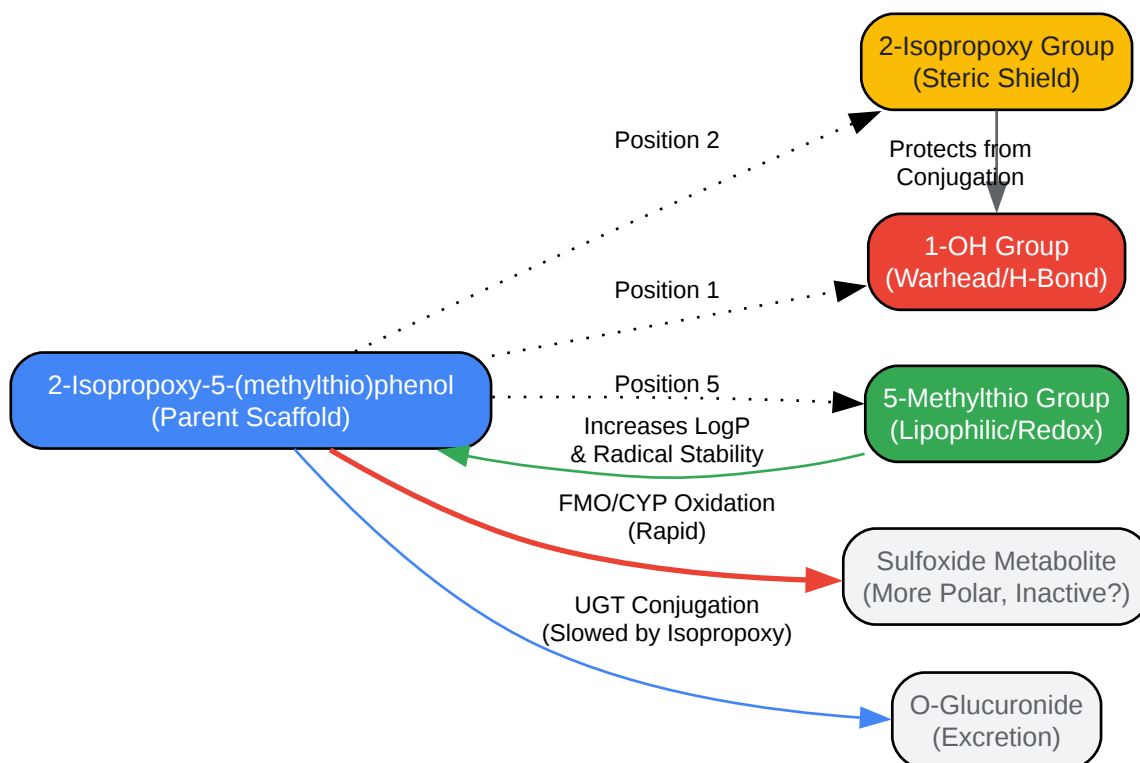 2-Isopropoxy Group
(Steric Shield)
Position 2
Protects from
Conjugation
1-OH Group
(Warhead/H-Bond)
Position 1
2-Isopropoxy-5-(methylthio)phenol
(Parent Scaffold)
Position 5
5-Methylthio Group
(Lipophilic/Redox)
Increases LogP
& Radical Stability
FMO/CYP Oxidation
(Rapid)
Sulfoxide Metabolite
(More Polar, Inactive?)
UGT Conjugation
(Slowed by Isopropoxy)
O-Glucuronide
(Excretion)